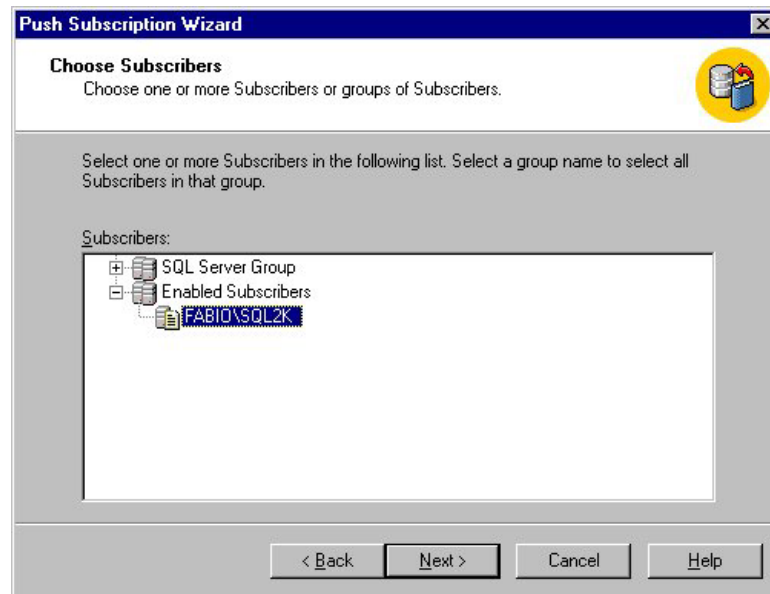 Push Subscription Wizard
Choose Subscribers
Choose one or more Subscribers or groups of Subscribers.
Select one or more Subscribers in the following list. Select a group name to select all
Subscribers in that group.
Subscribers:
SQL Server Group
Enabled Subscribers
FABIO\SQL2K
< Back
Next >
Cancel
Help